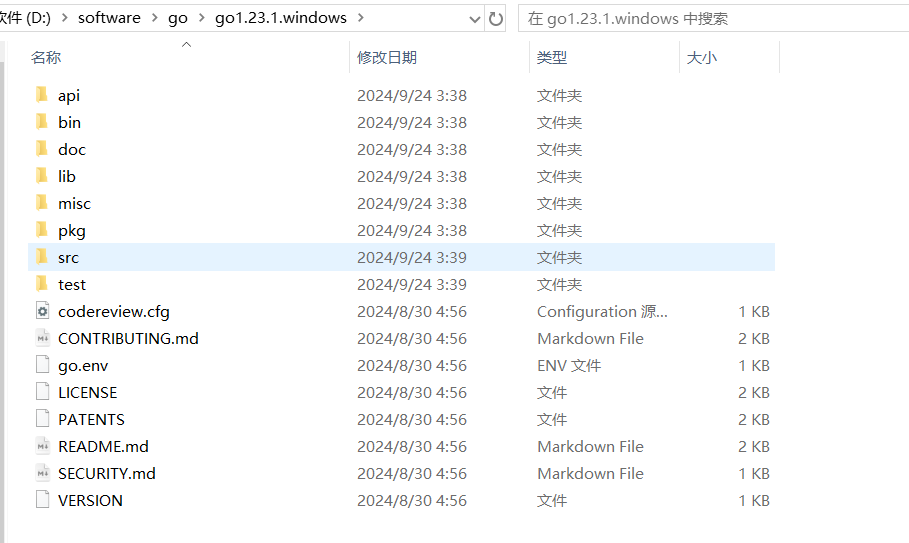 软件 (D:) > software > go > go1.23.1.windows > 在 go1.23.1.windows 中搜索
名称 修改日期 类型 大小
api 2024/9/24 3:38 文件夹
bin 2024/9/24 3:38 文件夹
doc 2024/9/24 3:38 文件夹
lib 2024/9/24 3:38 文件夹
misc 2024/9/24 3:38 文件夹
pkg 2024/9/24 3:38 文件夹
src 2024/9/24 3:39 文件夹
test 2024/9/24 3:39 文件夹
codereview.cfg 2024/8/30 4:56 Configuration 源... 1 KB
CONTRIBUTING.md 2024/8/30 4:56 Markdown File 2 KB
go.env 2024/8/30 4:56 ENV 文件 1 KB
LICENSE 2024/8/30 4:56 文件 2 KB
PATENTS 2024/8/30 4:56 文件 2 KB
README.md 2024/8/30 4:56 Markdown File 2 KB
SECURITY.md 2024/8/30 4:56 Markdown File 1 KB
VERSION 2024/8/30 4:56 文件 1 KB